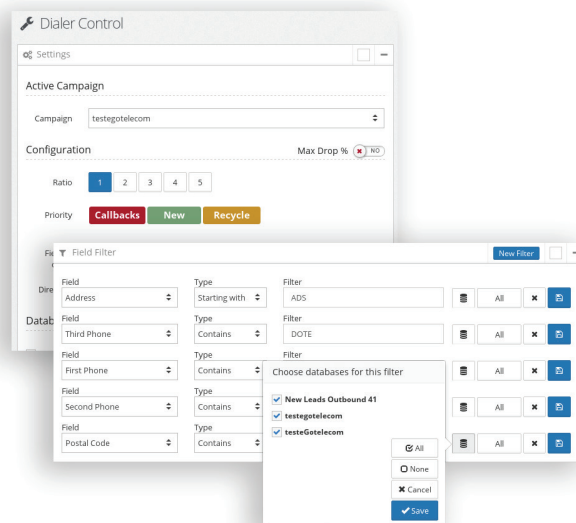 Dialer Control
Settings
Active Campaign
Campaign testegotelecom
Configuration Max Drop % NO
Ratio 1 2 3 4 5
Priority Callbacks New Recycle
Field Filter New Filter
Dire
Datab
Field Type Filter
Address Starting with ADS All
Field Type Filter
Third Phone Contains DOTE All
Field Type Filter
First Phone Contains All
Field Type
Second Phone Contains All
Field Type
Postal Code Contains All
Choose databases for this filter
New Leads Outbound 41
testegotelecom
testeGotelecom
All
None
Cancel
Save